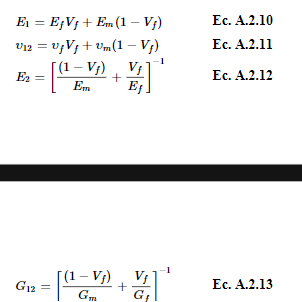 E₁ = E_f V_f + E_m(1 − V_f) Ec. A.2.10
υ₁₂ = υ_f V_f + υ_m(1 − V_f) Ec. A.2.11
E₂ = [(1 − V_f)/E_m + V_f/E_f]⁻¹ Ec. A.2.12
G₁₂ = [(1 − V_f)/G_m + V_f/G_f]⁻¹ Ec. A.2.13